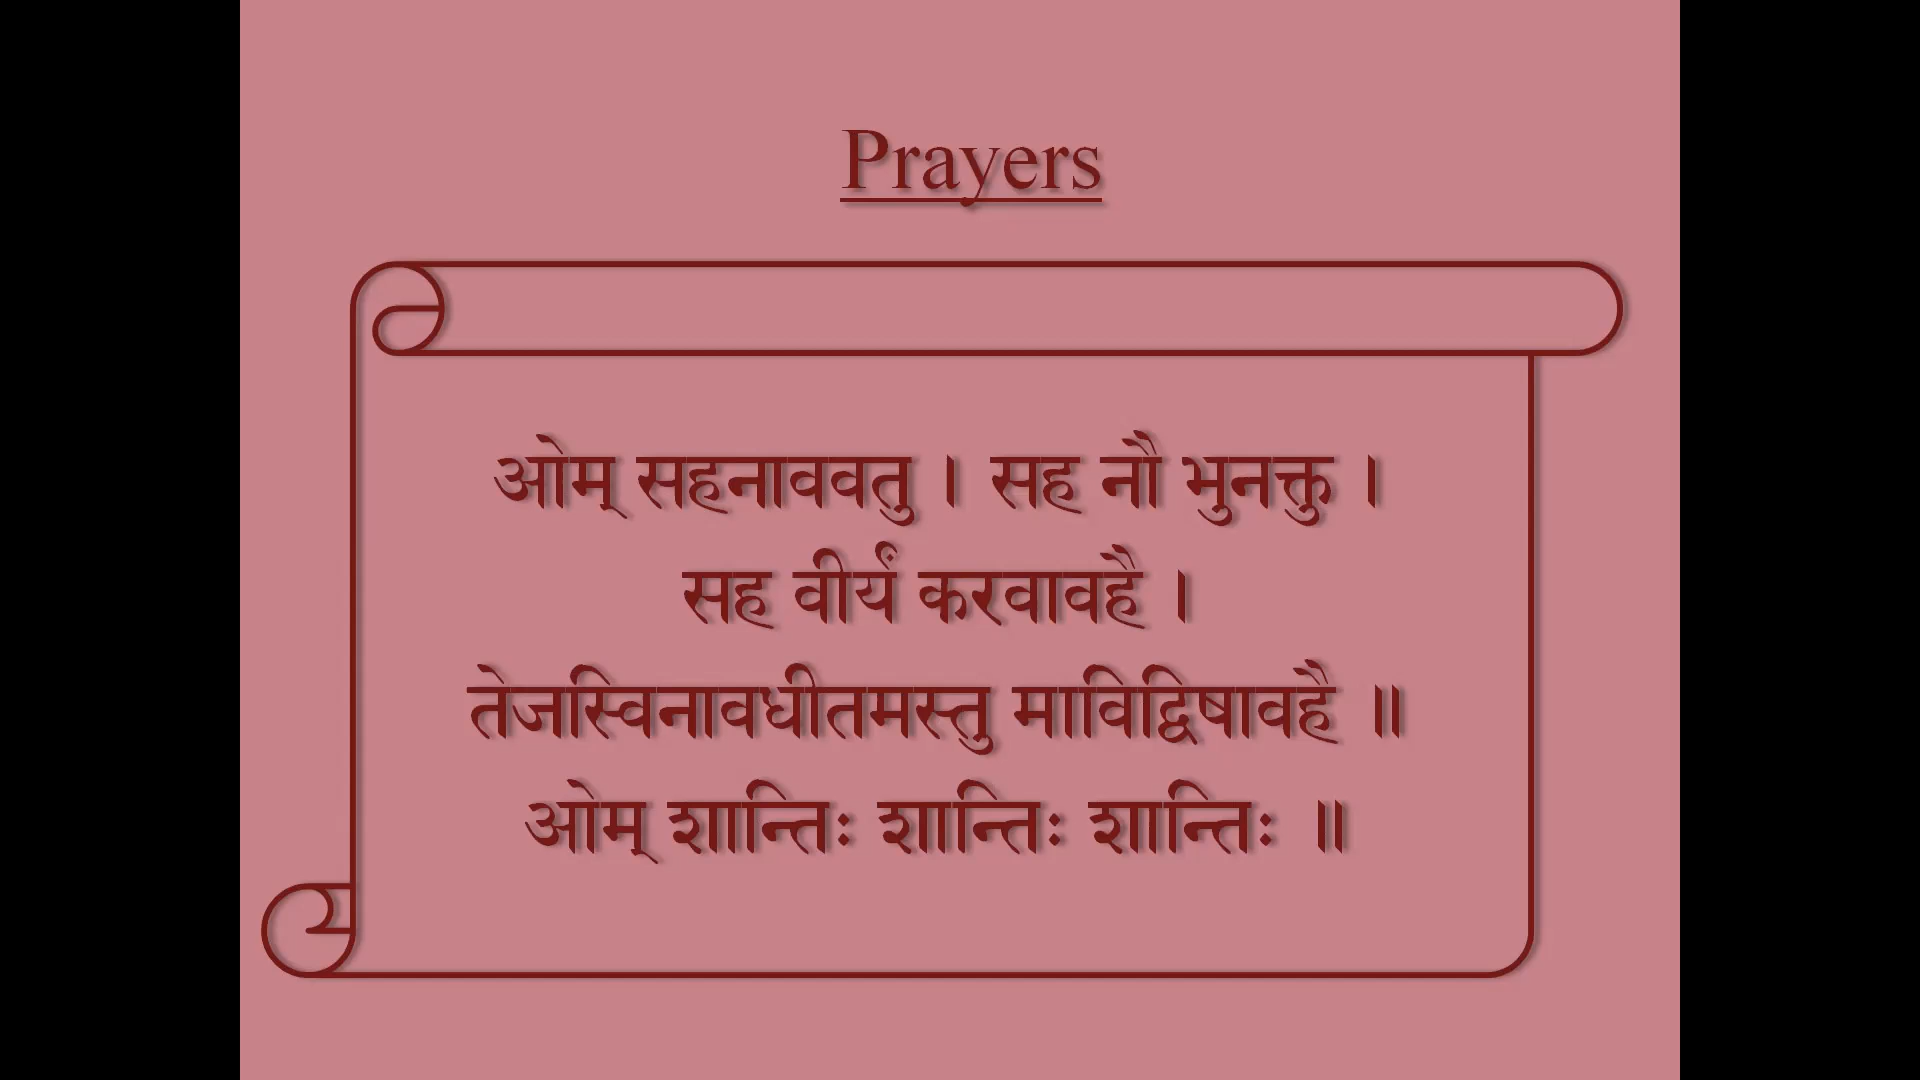 Prayers
ओम् सहनाववतु । सह नौ भुनक्तु ।
सह वीर्यं करवावहै ।
तेजस्विनावधीतमस्तु माविद्विषावहै ॥
ओम् शान्तिः शान्तिः शान्तिः ॥